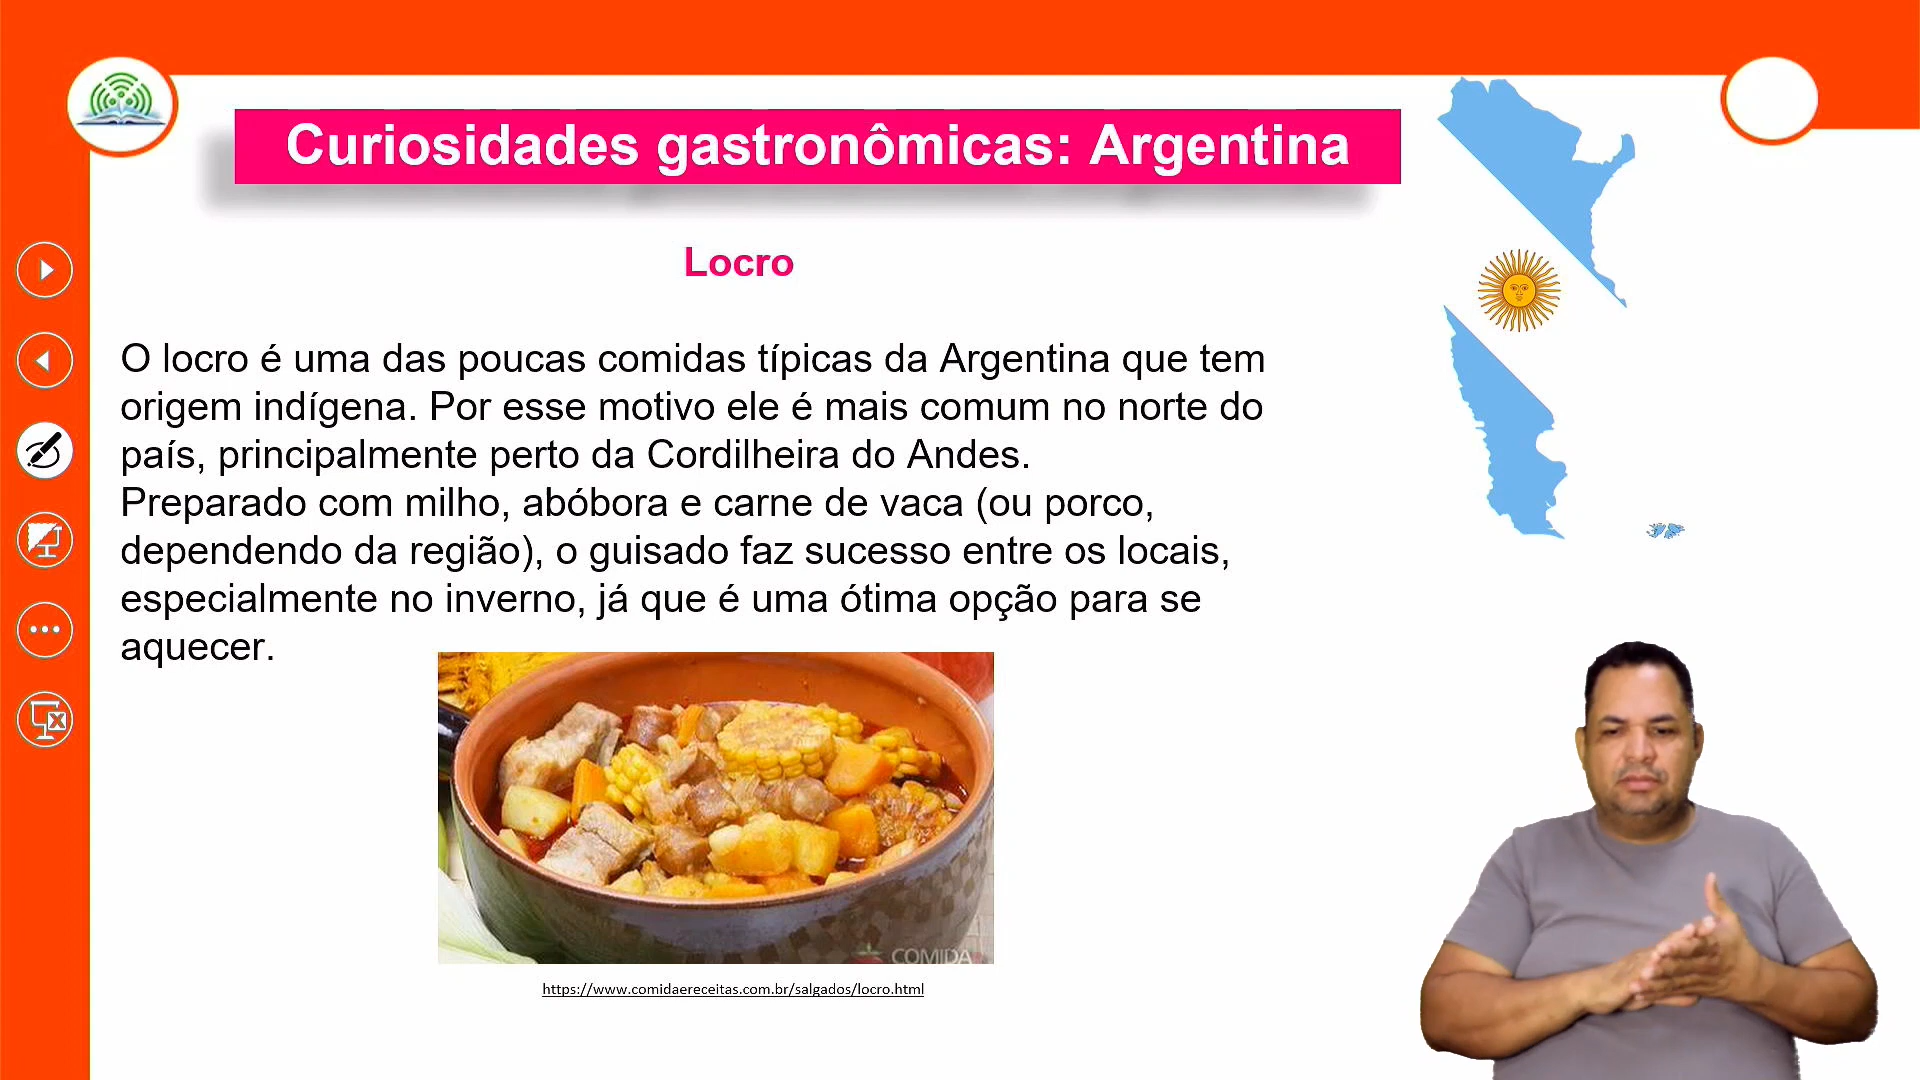 Curiosidades gastronômicas: Argentina
Locro
O locro é uma das poucas comidas típicas da Argentina que tem
origem indígena. Por esse motivo ele é mais comum no norte do
país, principalmente perto da Cordilheira do Andes.
Preparado com milho, abóbora e carne de vaca (ou porco,
dependendo da região), o guisado faz sucesso entre os locais,
especialmente no inverno, já que é uma ótima opção para se
aquecer.
COMIDA
https://www.comidaereceitas.com.br/salgados/locro.html